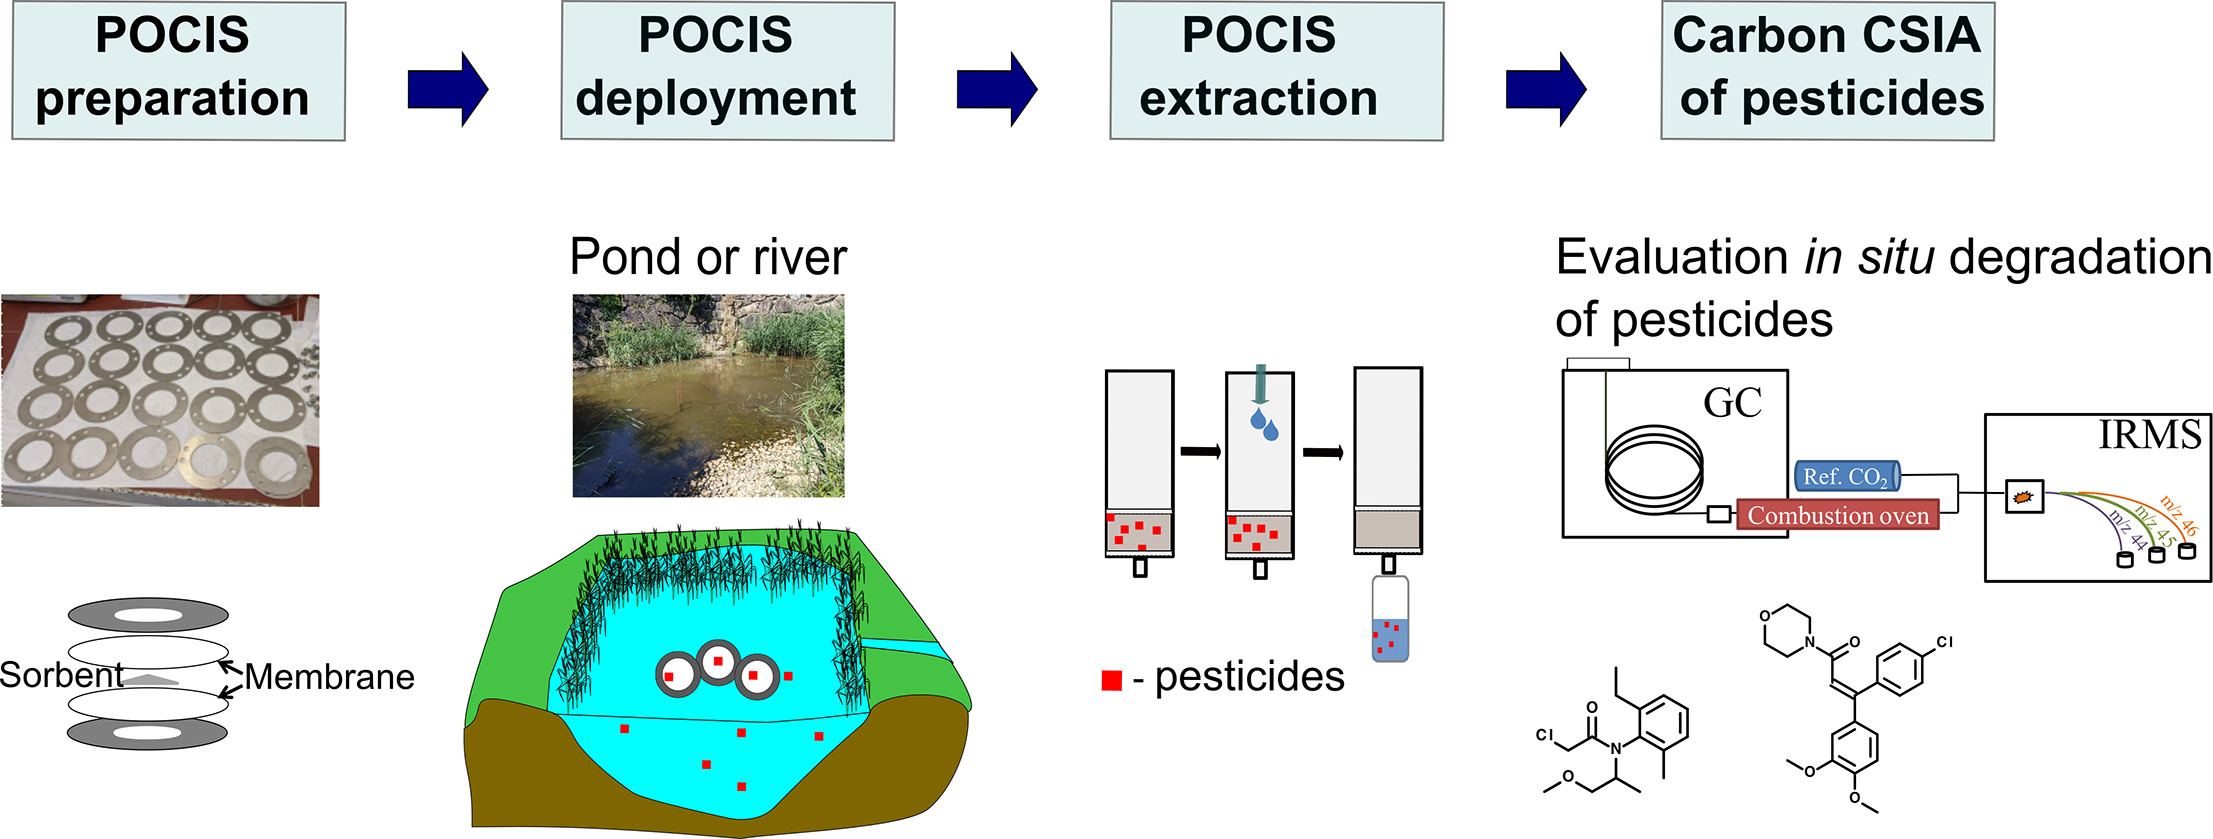 POCIS
preparation
POCIS
deployment
POCIS
extraction
Carbon CSIA
of pesticides
Pond or river
Evaluation in situ degradation
of pesticides
Sorbent
Membrane
- pesticides
GC
IRMS
Ref. CO₂
Combustion oven
m/z 44
m/z 45
m/z 46
O
N
O
Cl
O
O
O
Cl
N
O